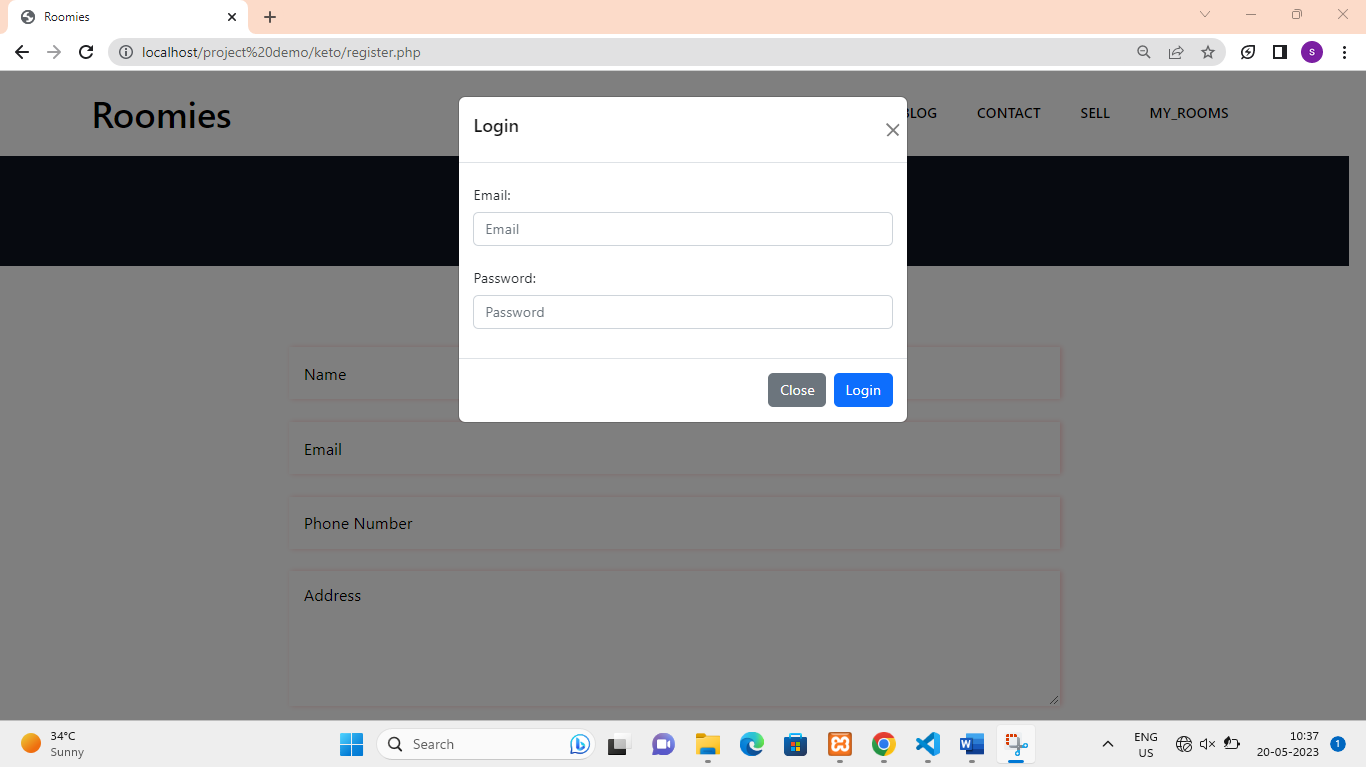 Roomies
localhost/project%20demo/keto/register.php
s
Roomies
BLOG CONTACT SELL MY_ROOMS
Login
Email:
Email
Password:
Password
Close Login
Name
Email
Phone Number
Address
34°C
Sunny
Search
ENG
US
10:37
20-05-2023
1